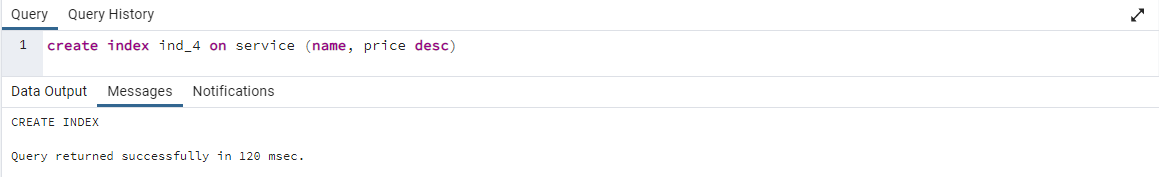 Query Query History
1 create index ind_4 on service (name, price desc)
Data Output Messages Notifications
CREATE INDEX
Query returned successfully in 120 msec.